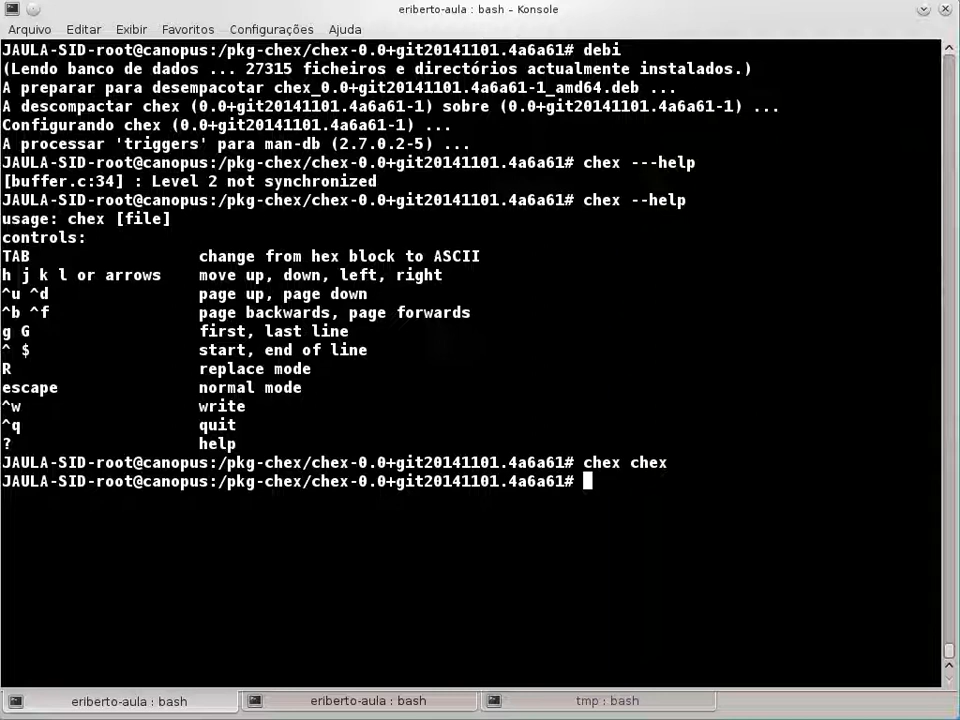 eriberto-aula : bash – Konsole
Arquivo Editar Exibir Favoritos Configurações Ajuda
JAULA-SID-root@canopus:/pkg-chex/chex-0.0+git20141101.4a6a61# debi
(Lendo banco de dados ... 27315 ficheiros e directórios actualmente instalados.)
A preparar para desempacotar chex_0.0+git20141101.4a6a61-1_amd64.deb ...
A descompactar chex (0.0+git20141101.4a6a61-1) sobre (0.0+git20141101.4a6a61-1) ...
Configurando chex (0.0+git20141101.4a6a61-1) ...
A processar 'triggers' para man-db (2.7.0.2-5) ...
JAULA-SID-root@canopus:/pkg-chex/chex-0.0+git20141101.4a6a61# chex ---help
[buffer.c:34] : Level 2 not synchronized
JAULA-SID-root@canopus:/pkg-chex/chex-0.0+git20141101.4a6a61# chex --help
usage: chex [file]
controls:
TAB change from hex block to ASCII
h j k l or arrows move up, down, left, right
^u ^d page up, page down
^b ^f page backwards, page forwards
g G first, last line
^ $ start, end of line
R replace mode
escape normal mode
^w write
^q quit
? help
JAULA-SID-root@canopus:/pkg-chex/chex-0.0+git20141101.4a6a61# chex chex
JAULA-SID-root@canopus:/pkg-chex/chex-0.0+git20141101.4a6a61#
eriberto-aula : bash eriberto-aula : bash tmp : bash